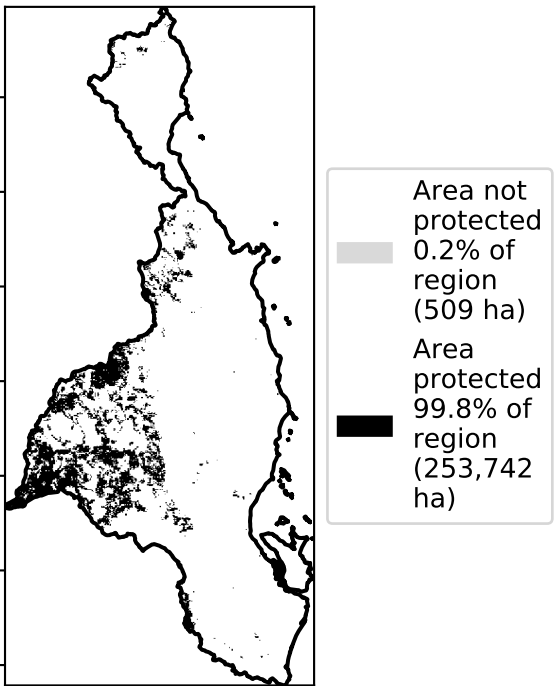 Area not
protected
0.2% of
region
(509 ha)
Area
protected
99.8% of
region
(253,742
ha)